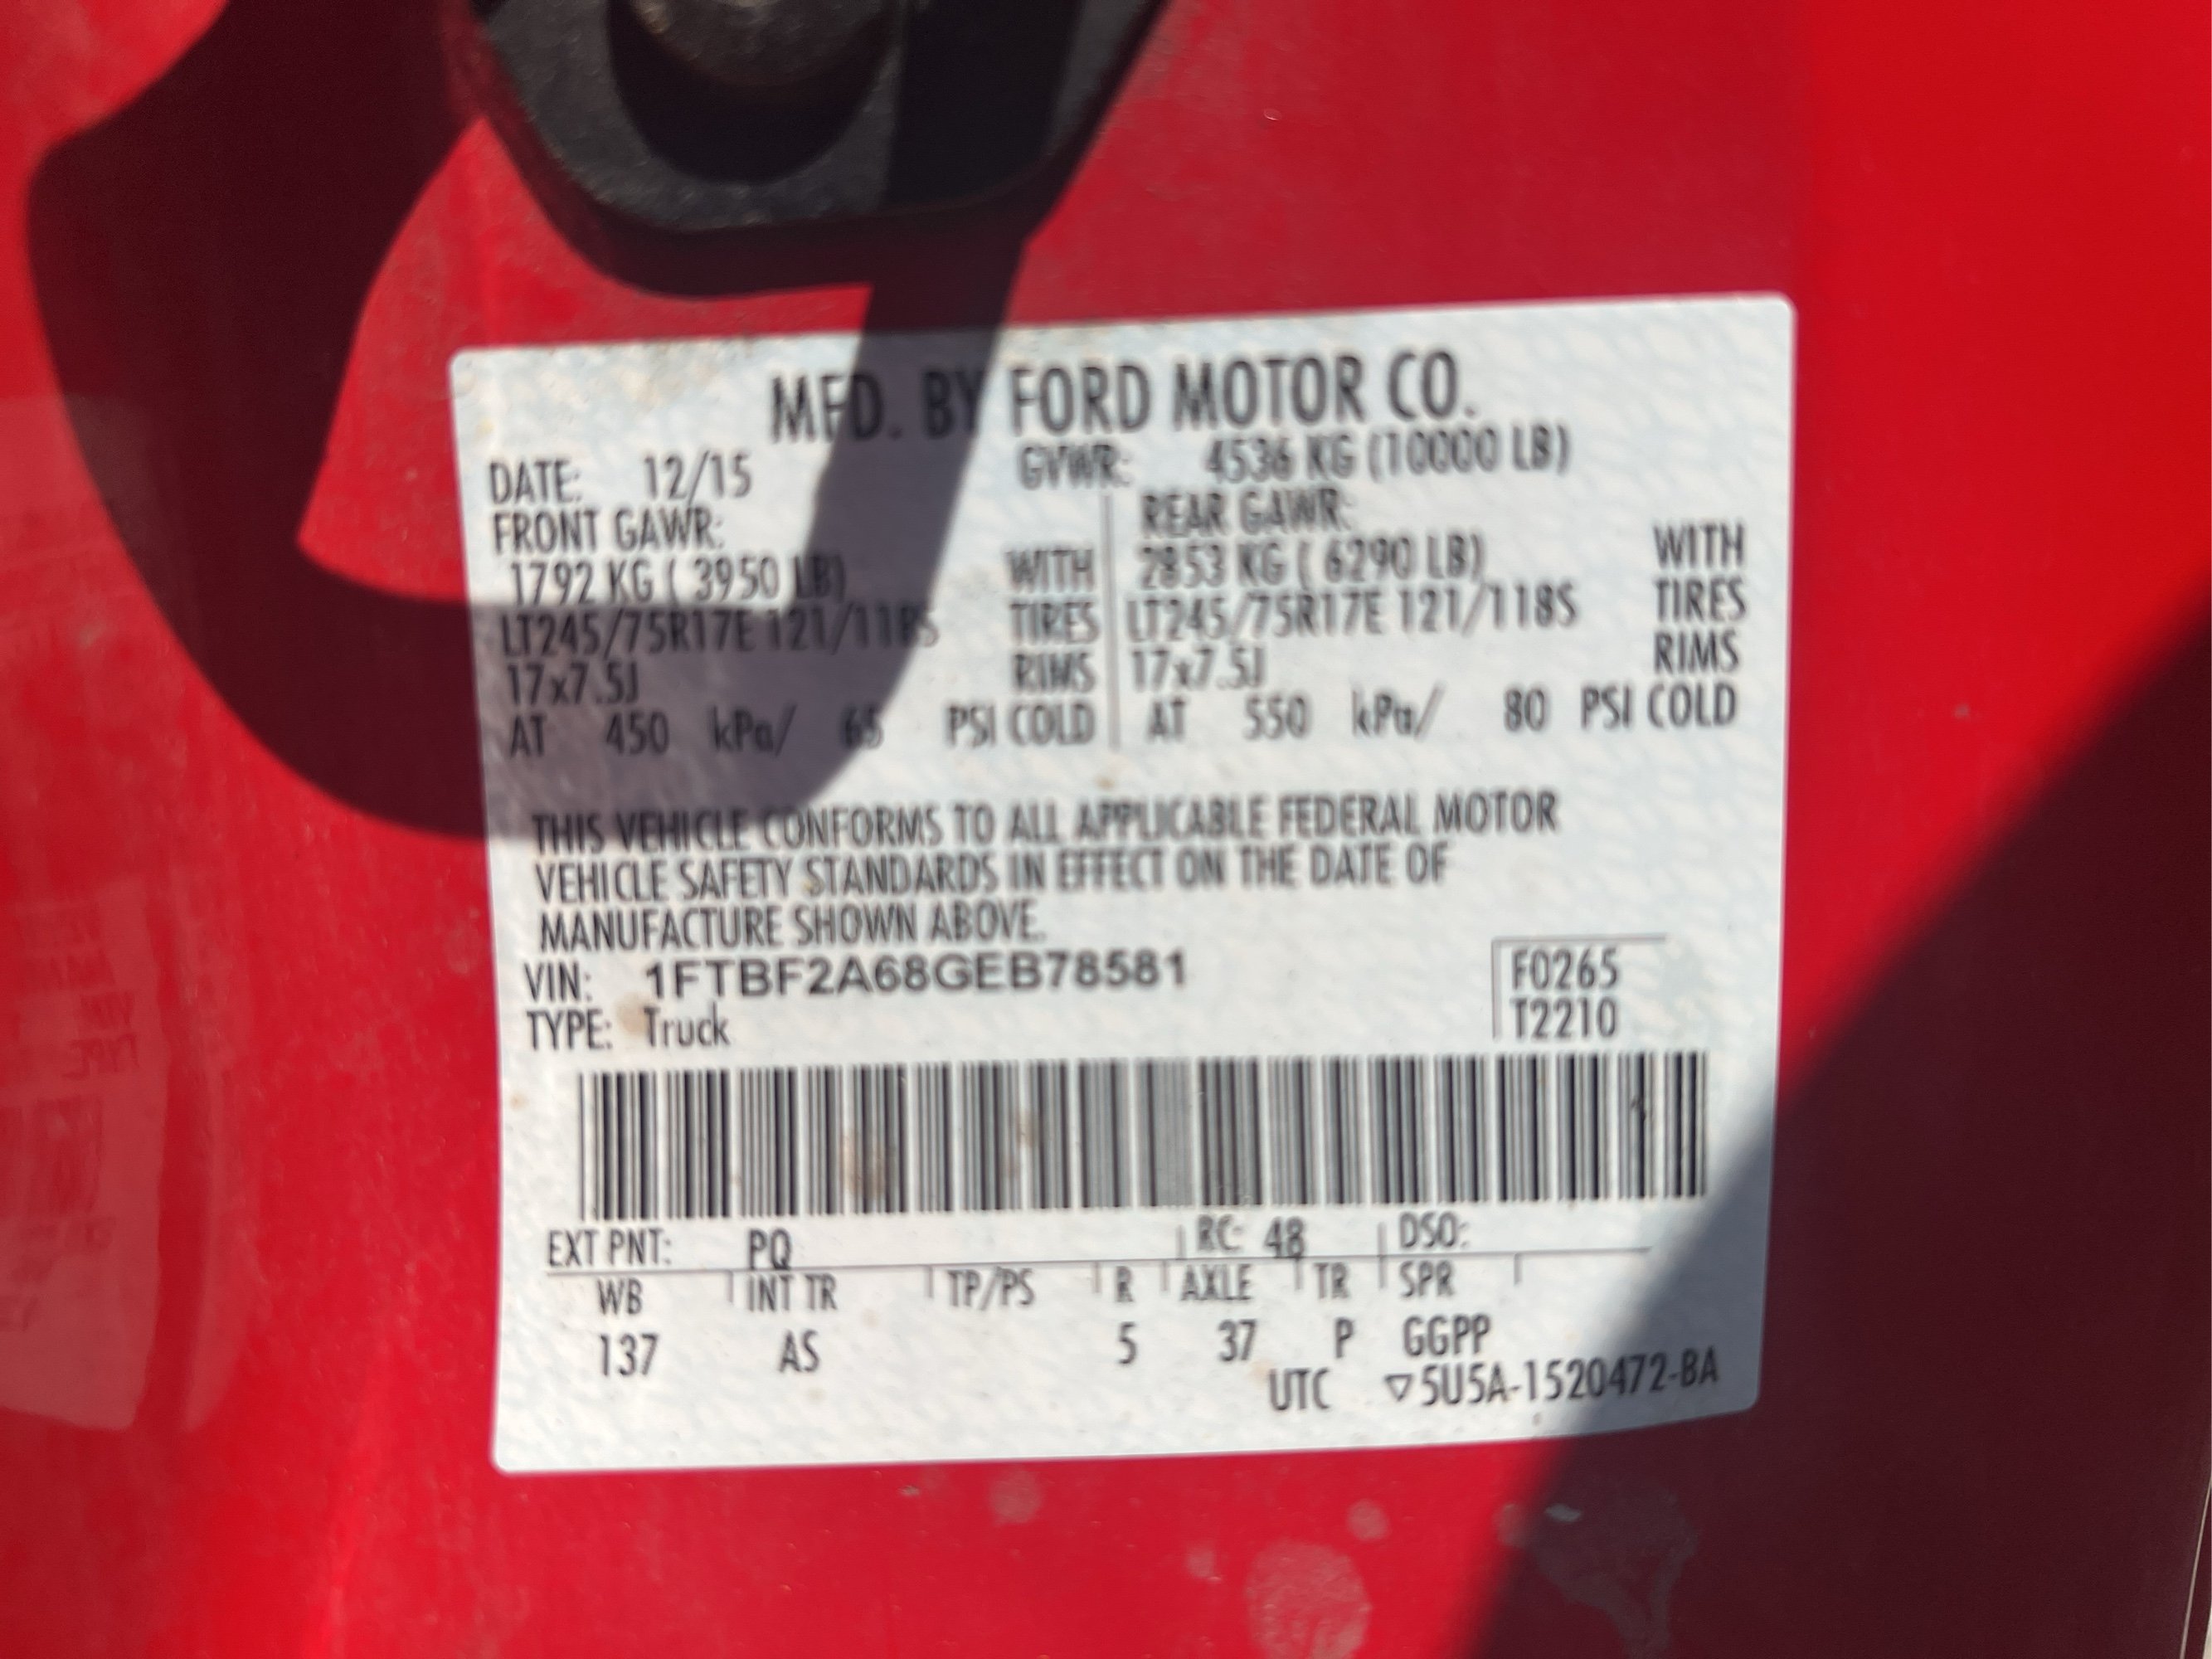 MFD. BY FORD MOTOR CO.
DATE: 12/15 GVWR: 4536 KG (10000 LB)
FRONT GAWR: REAR GAWR:
1792 KG ( 3950 LB) WITH 2853 KG ( 6290 LB) WITH
LT245/75R17E 121/118S TIRES LT245/75R17E 121/118S TIRES
17x7.5J RIMS 17x7.5J RIMS
AT 450 kPa/ 65 PSI COLD AT 550 kPa/ 80 PSI COLD
THIS VEHICLE CONFORMS TO ALL APPLICABLE FEDERAL MOTOR
VEHICLE SAFETY STANDARDS IN EFFECT ON THE DATE OF
MANUFACTURE SHOWN ABOVE.
VIN: 1FTBF2A68GEB78581 F0265
TYPE: Truck T2210
EXT PNT: PQ RC: 48 DSO:
WB INT TR TP/PS R AXLE TR SPR
137 AS 5 37 P GGPP
UTC ▽5U5A-1520472-BA